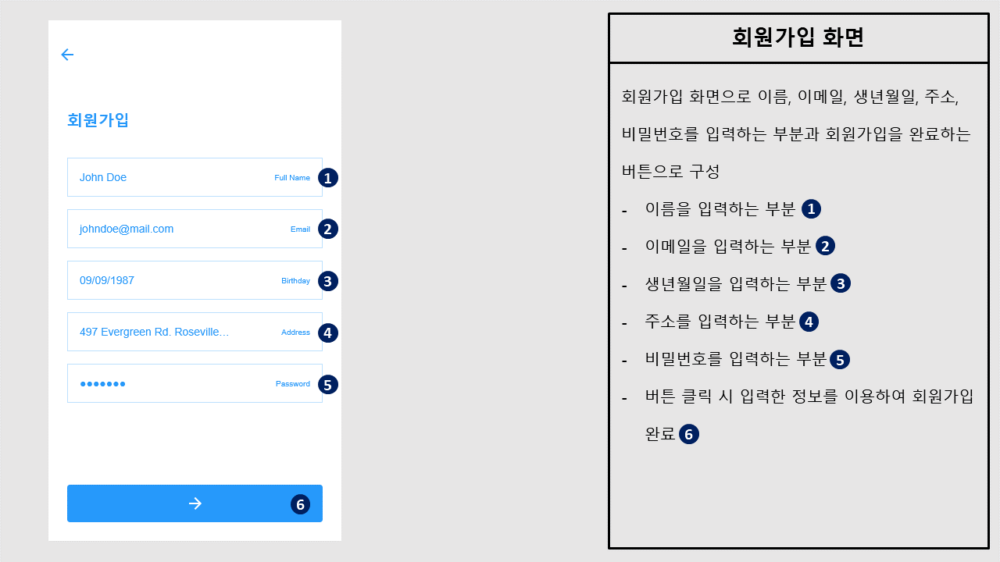 회원가입
John Doe Full Name 1
johndoe@mail.com Email 2
09/09/1987 Birthday 3
497 Evergreen Rd. Roseville... Address 4
●●●●●●● Password 5
6
회원가입 화면
회원가입 화면으로 이름, 이메일, 생년월일, 주소,
비밀번호를 입력하는 부분과 회원가입을 완료하는
버튼으로 구성
- 이름을 입력하는 부분 1
- 이메일을 입력하는 부분 2
- 생년월일을 입력하는 부분 3
- 주소를 입력하는 부분 4
- 비밀번호를 입력하는 부분 5
- 버튼 클릭 시 입력한 정보를 이용하여 회원가입
완료 6